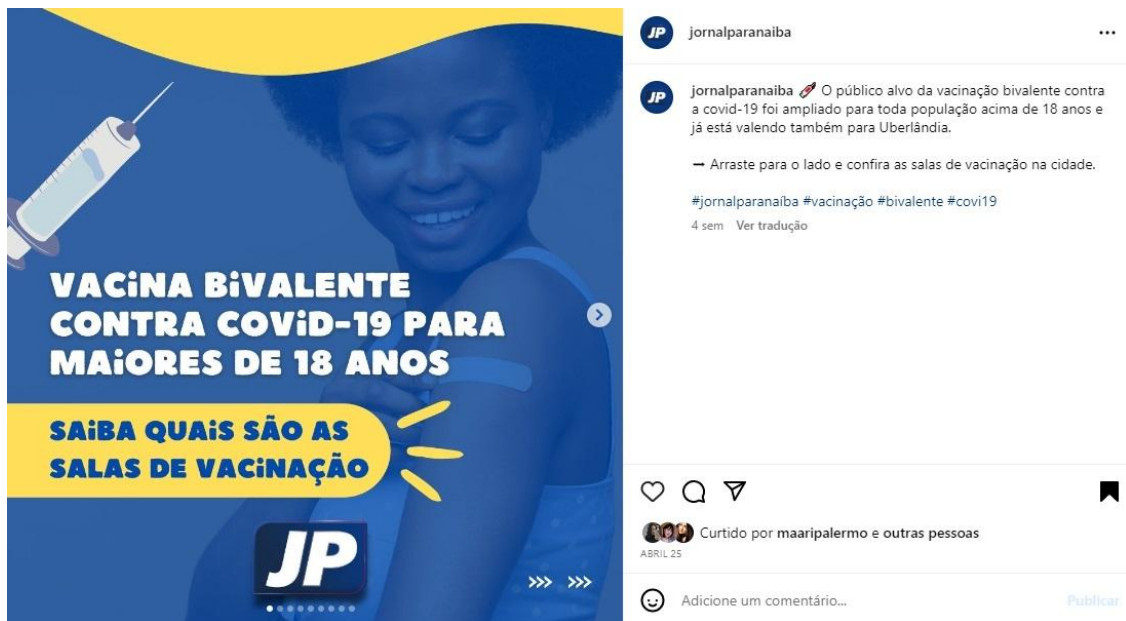 VACiNA BiVALENTE
CONTRA COViD-19 PARA
MAiORES DE 18 ANOS
SAiBA QUAiS SÃO AS
SALAS DE VACiNAÇÃO
JP
>>> >>>
JP jornalparanaiba
JP jornalparanaiba O público alvo da vacinação bivalente contra
a covid-19 foi ampliado para toda população acima de 18 anos e
já está valendo também para Uberlândia.
→ Arraste para o lado e confira as salas de vacinação na cidade.
#jornalparanaíba #vacinação #bivalente #covi19
4 sem Ver tradução
Curtido por maaripalermo e outras pessoas
ABRIL 25
Adicione um comentário... Publicar